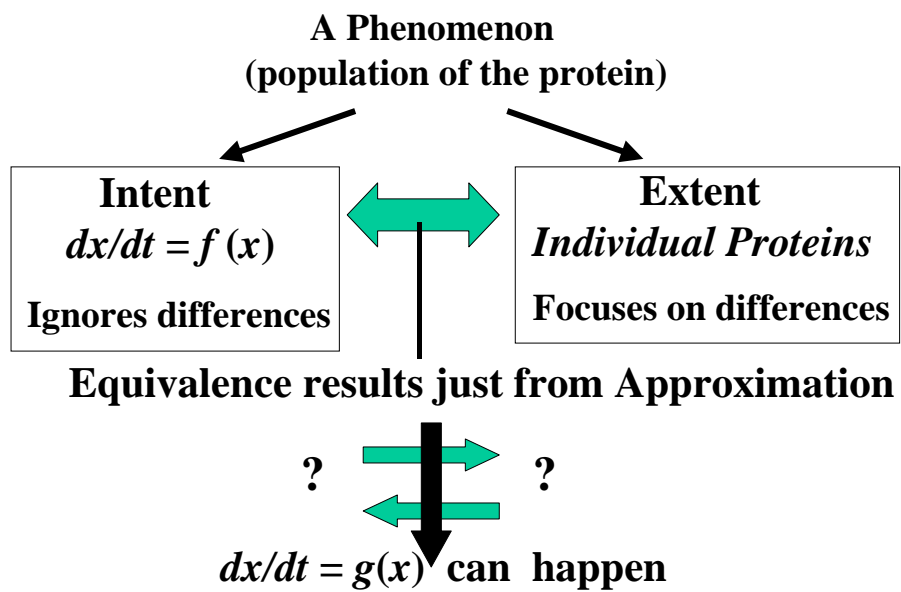 A Phenomenon
(population of the protein)
Intent
dx/dt = f (x)
Ignores differences
Extent
Individual Proteins
Focuses on differences
Equivalence results just from Approximation
? ?
dx/dt = g(x) can happen